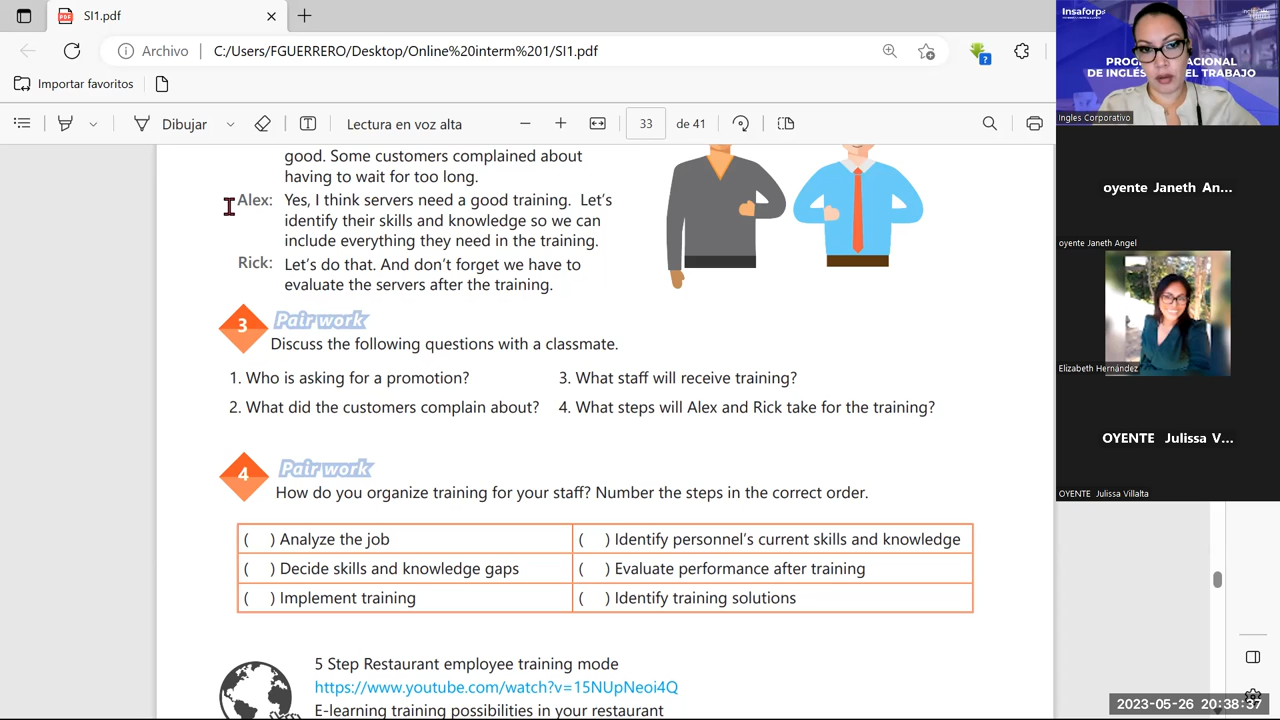 SI1.pdf
Archivo
C:/Users/FGUERRERO/Desktop/Online%20interm%201/SI1.pdf
?
Importar favoritos
Dibujar
T
Lectura en voz alta
33
de 41
good. Some customers complained about
having to wait for too long.
Alex: Yes, I think servers need a good training. Let's
identify their skills and knowledge so we can
include everything they need in the training.
Rick: Let's do that. And don't forget we have to
evaluate the servers after the training.
3
Pair work
Discuss the following questions with a classmate.
1. Who is asking for a promotion?
3. What staff will receive training?
2. What did the customers complain about?
4. What steps will Alex and Rick take for the training?
4
Pair work
How do you organize training for your staff? Number the steps in the correct order.
( ) Analyze the job
( ) Identify personnel's current skills and knowledge
( ) Decide skills and knowledge gaps
( ) Evaluate performance after training
( ) Implement training
( ) Identify training solutions
5 Step Restaurant employee training mode
https://www.youtube.com/watch?v=15NUpNeoi4Q
E-learning training possibilities in your restaurant
Insaforp
ACIONAL
DE INGLÉS
EL TRABAJO
Ingles Corporativo
oyente Janeth An...
oyente Janeth Angel
Elizabeth Hernández
OYENTE Julissa V...
OYENTE Julissa Villalta
2023-05-26 20:38:37